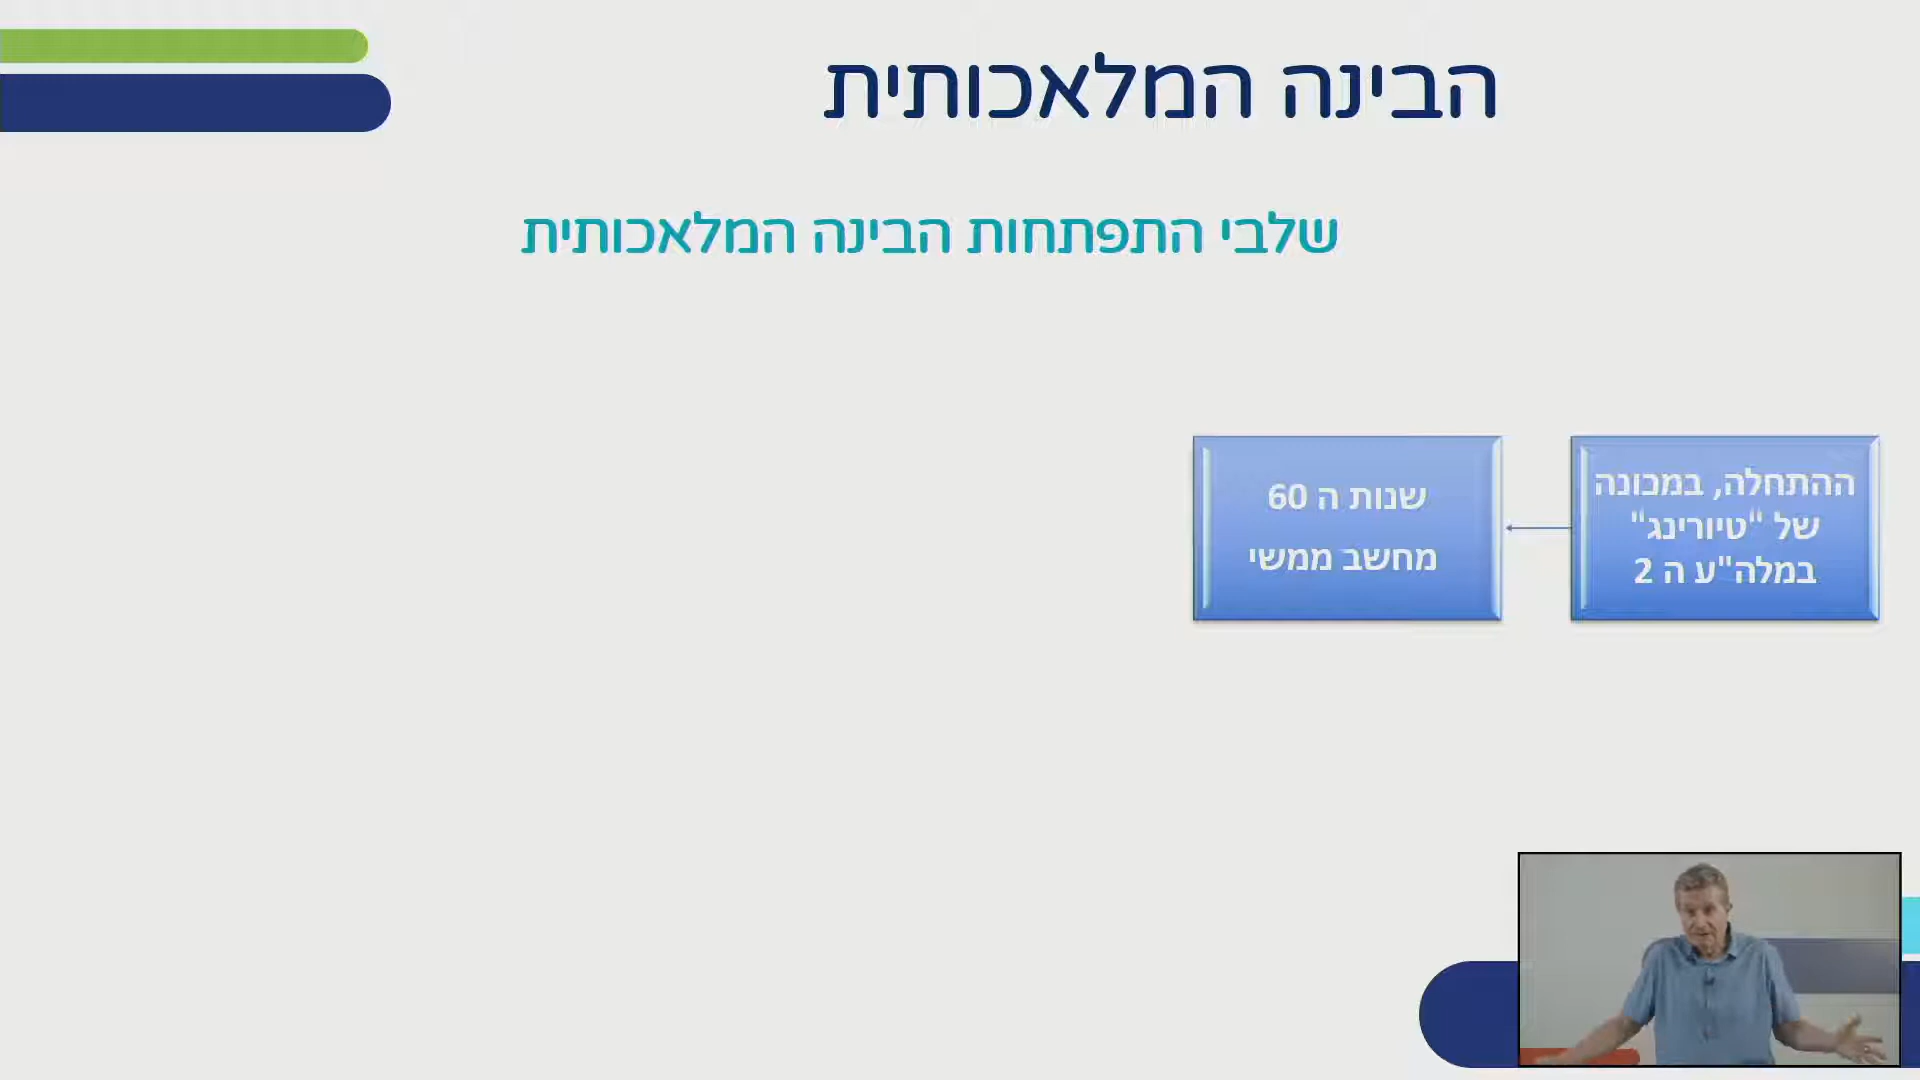 הבינה המלאכותית
שלבי התפתחות הבינה המלאכותית
ההתחלה, במכונה
של "טיורינג"
במלה"ע ה 2
שנות ה 60
מחשב ממשי